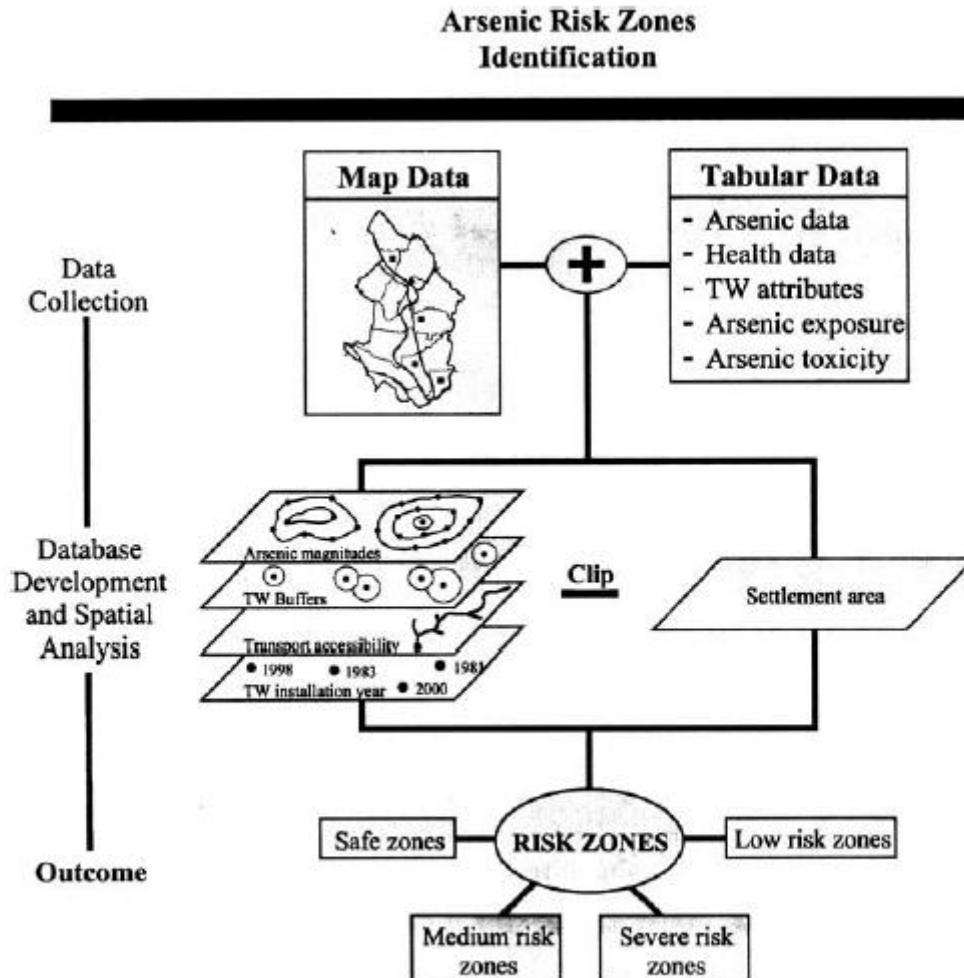 Arsenic Risk Zones
Identification
Map Data
Tabular Data
- Arsenic data
- Health data
- TW attributes
- Arsenic exposure
- Arsenic toxicity
+
Data
Collection
Database
Development
and Spatial
Analysis
Outcome
Arsenic magnitudes
TW Buffers
Transport accessibility
1998
1983
1981
2000
TW installation year
Clip
Settlement area
RISK ZONES
Safe zones
Low risk zones
Medium risk
zones
Severe risk
zones